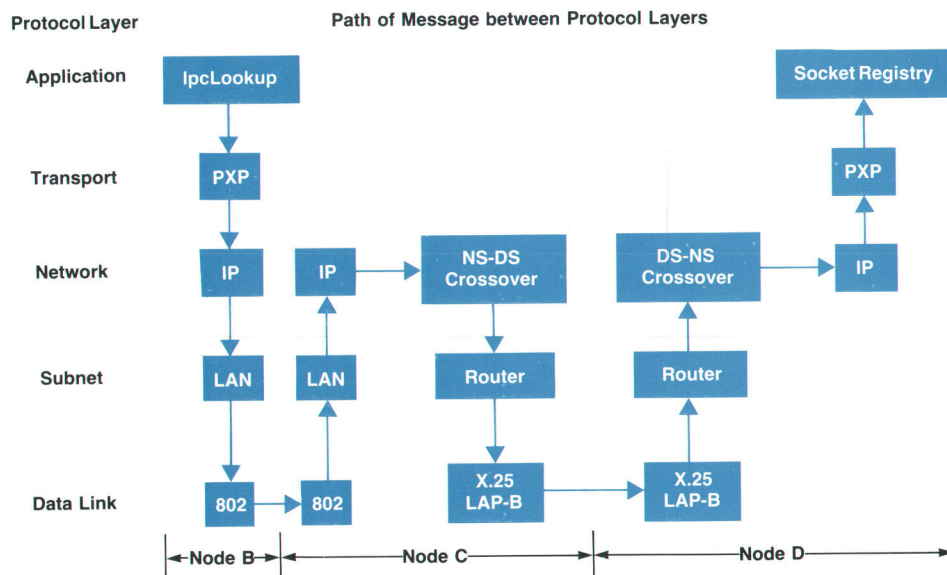 Protocol Layer
Path of Message between Protocol Layers
Application
IpcLookup
Socket Registry
Transport
PXP
PXP
Network
IP
IP
NS-DS
Crossover
DS-NS
Crossover
IP
Subnet
LAN
LAN
Router
Router
Data Link
802
802
X.25
LAP-B
X.25
LAP-B
Node B
Node C
Node D